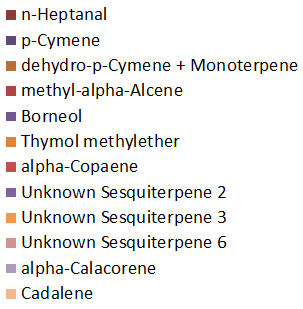 n-Heptanal
p-Cymene
dehydro-p-Cymene + Monoterpene
methyl-alpha-Alcene
Borneol
Thymol methylether
alpha-Copaene
Unknown Sesquiterpene 2
Unknown Sesquiterpene 3
Unknown Sesquiterpene 6
alpha-Calacorene
Cadalene